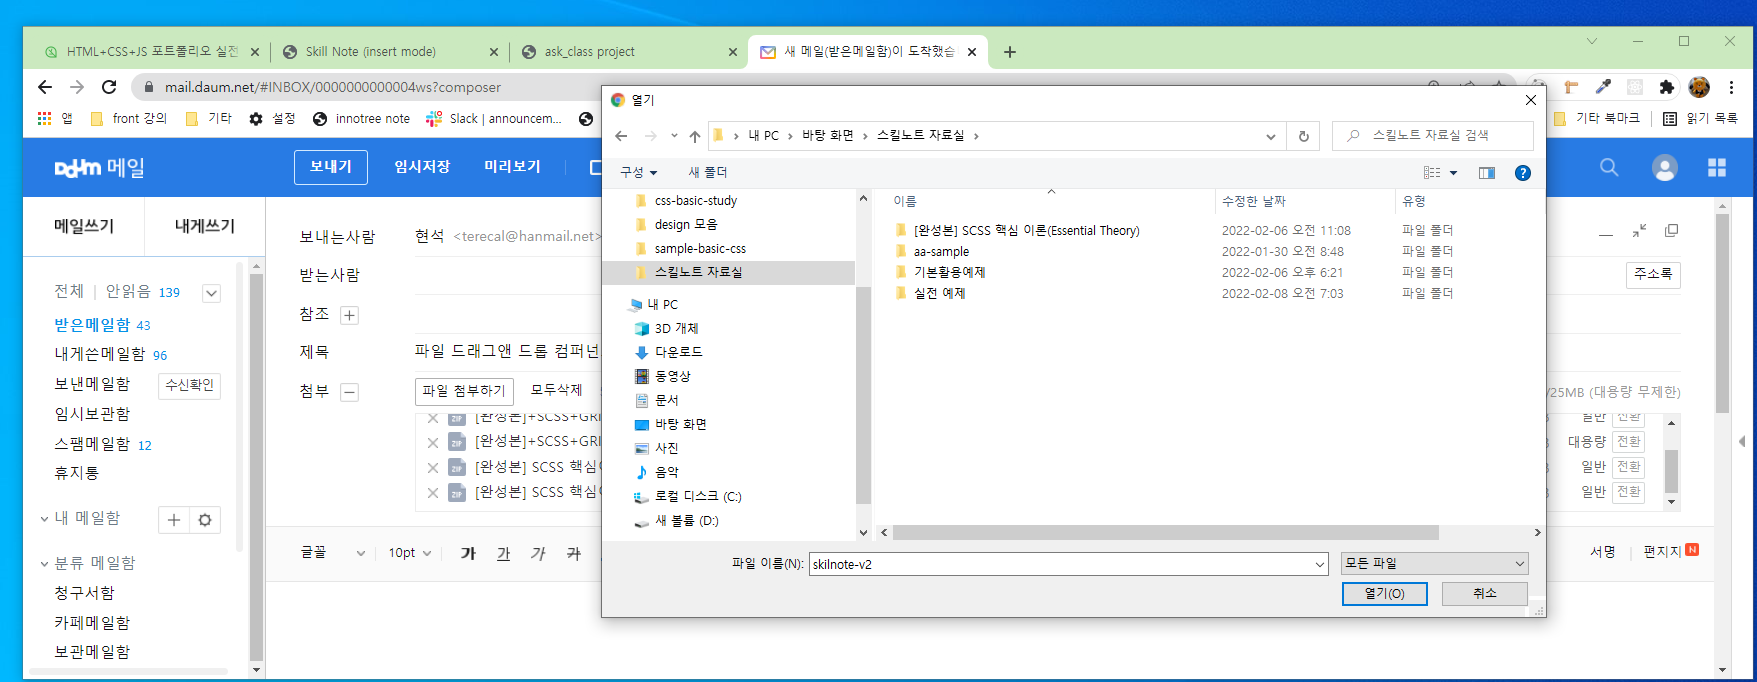 HTML+CSS+JS 포트폴리오 실전
Skill Note (insert mode)
ask_class project
새 메일(받은메일함)이 도착했습
mail.daum.net/#INBOX/0000000000004ws?composer
앱
front 강의
기타
설정
innotree note
Slack | announcem...
기타 북마크
읽기 목록
Daum 메일
보내기
임시저장
미리보기
메일쓰기
내게쓰기
전체 | 안읽음 139
받은메일함 43
내게쓴메일함 96
보낸메일함 수신확인
임시보관함
스팸메일함 12
휴지통
내 메일함
분류 메일함
청구서함
카페메일함
보관메일함
보내는사람 현석 <terecal@hanmail.net>
받는사람
주소록
참조
제목 파일 드래그앤 드롭 컴퍼넌
첨부 파일 첨부하기 모두삭제
/25MB (대용량 무제한)
ZIP [완성본]+SCSS+GRI 일반 전환
ZIP [완성본]+SCSS+GRI 대용량 전환
ZIP [완성본] SCSS 핵심 일반 전환
ZIP [완성본] SCSS 핵심 일반 전환
글꼴 10pt 가 가 가 가
서명 | 편지지 N
열기
내 PC › 바탕 화면 › 스킬노트 자료실 ›
스킬노트 자료실 검색
구성 새 폴더
css-basic-study
design 모음
sample-basic-css
스킬노트 자료실
내 PC
3D 개체
다운로드
동영상
문서
바탕 화면
사진
음악
로컬 디스크 (C:)
새 볼륨 (D:)
이름 수정한 날짜 유형
[완성본] SCSS 핵심 이론(Essential Theory) 2022-02-06 오전 11:08 파일 폴더
aa-sample 2022-01-30 오전 8:48 파일 폴더
기본활용예제 2022-02-06 오후 6:21 파일 폴더
실전 예제 2022-02-08 오전 7:03 파일 폴더
파일 이름(N): skilnote-v2 모든 파일
열기(O) 취소